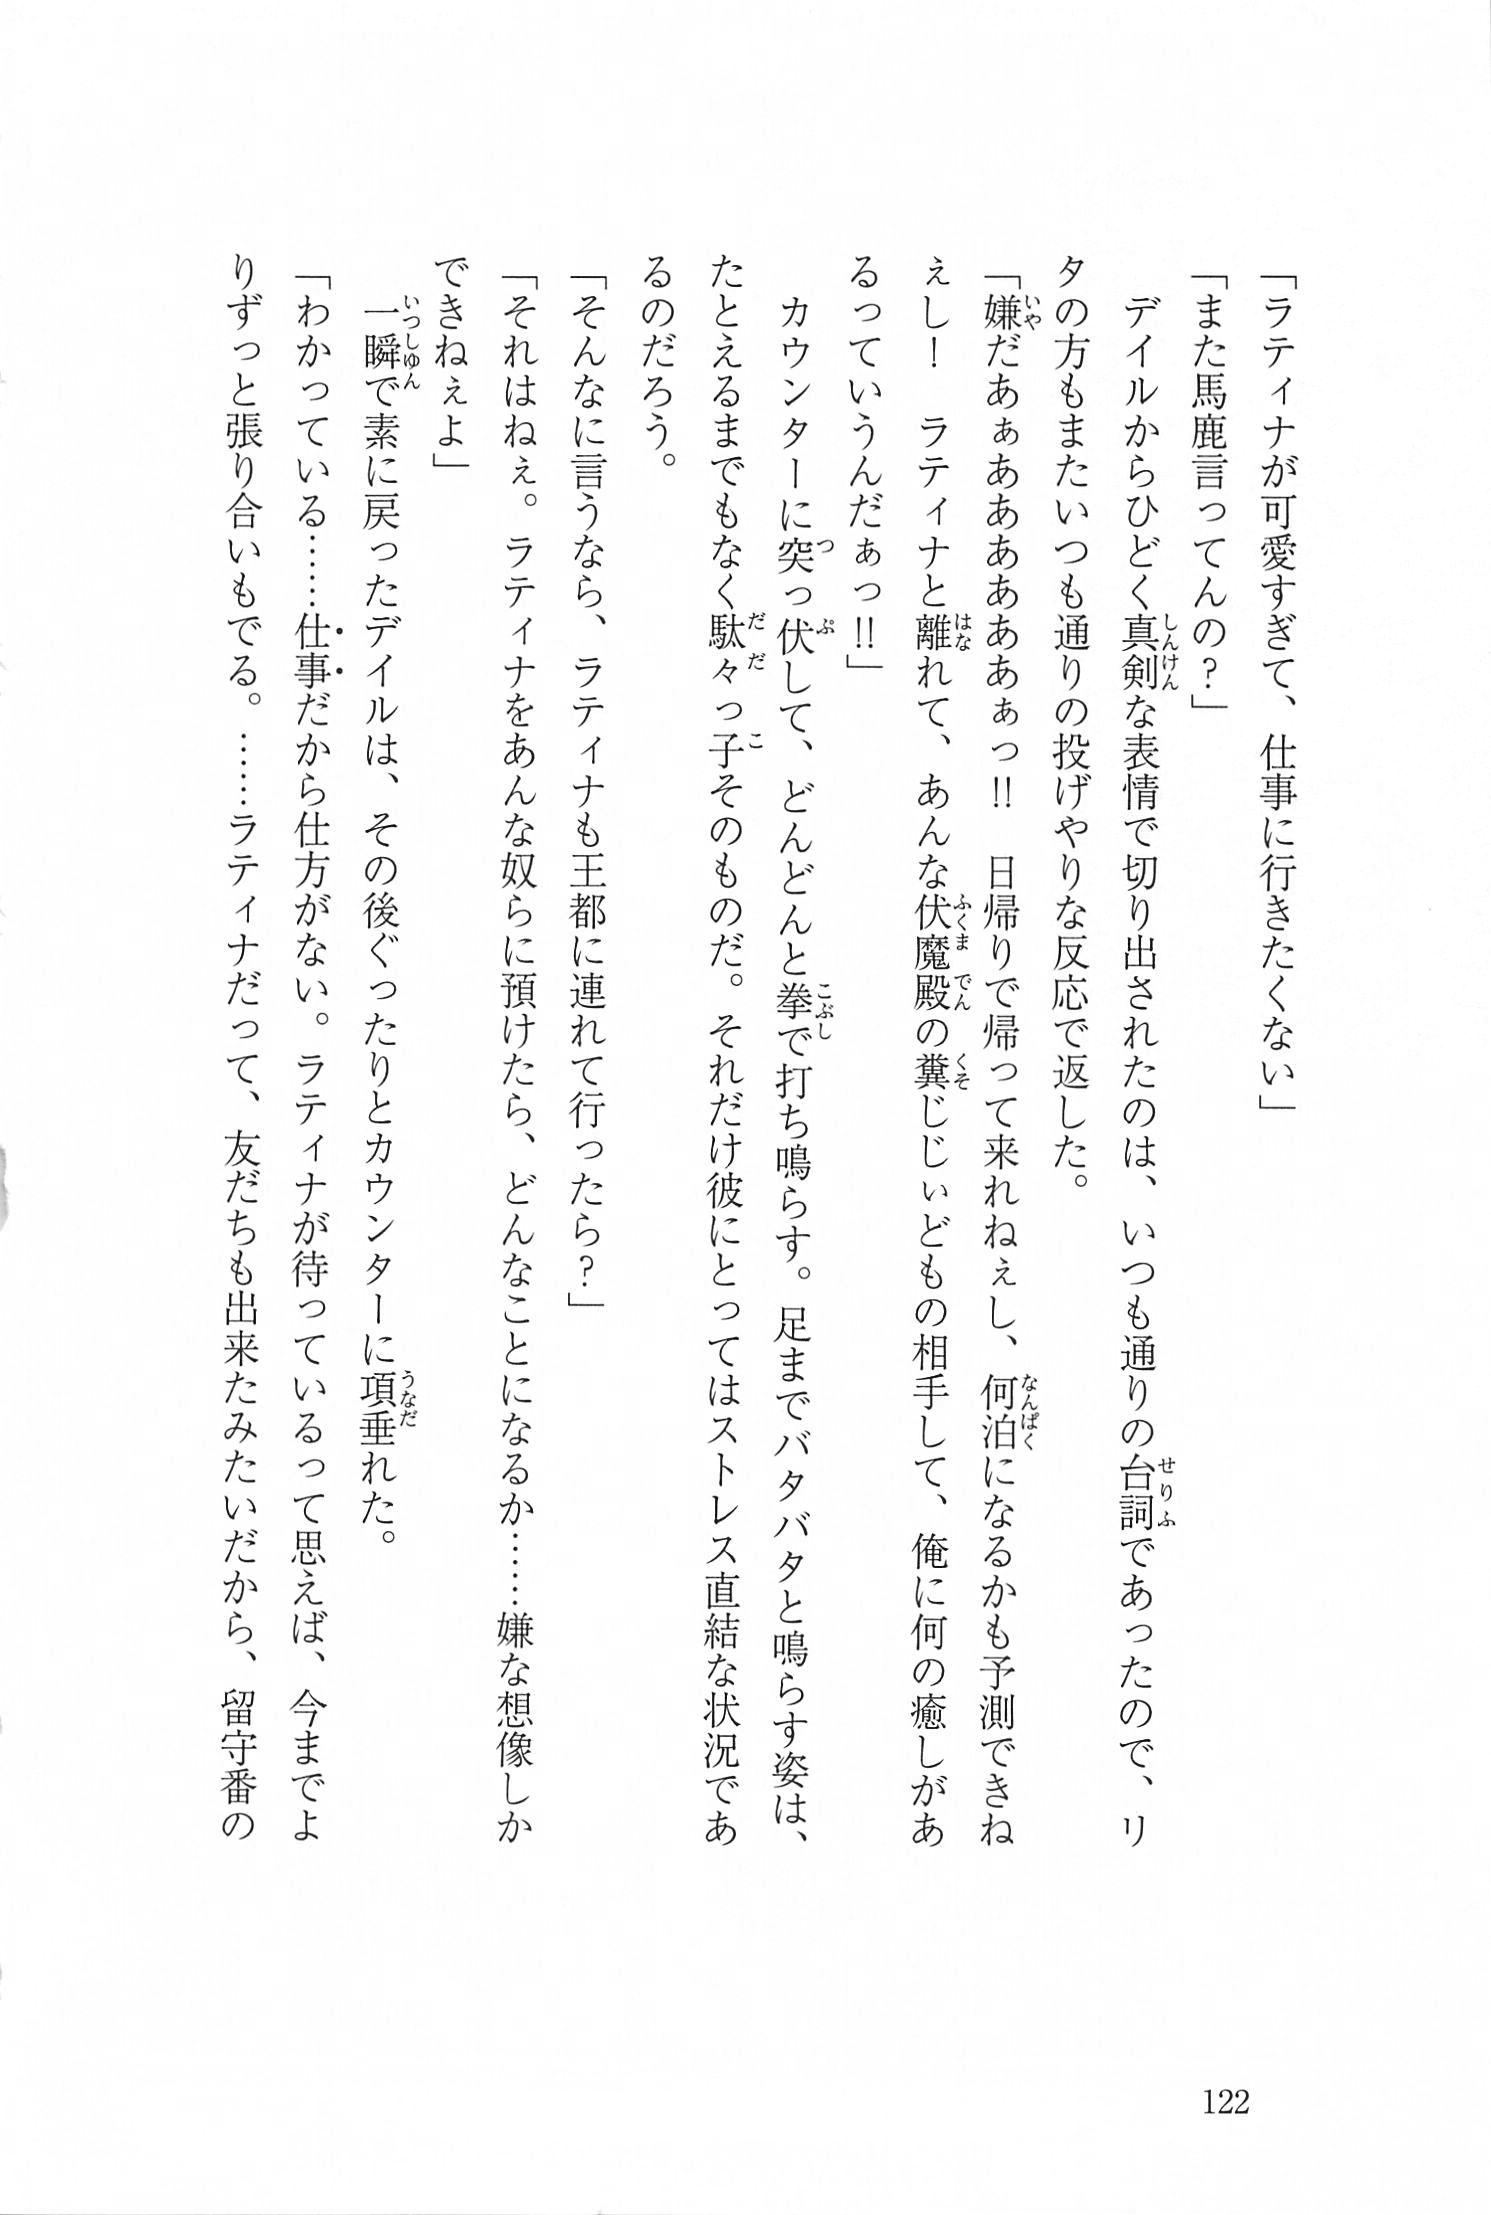 「ラティナが可愛すぎて、仕事に行きたくない」
「また馬鹿言ってんの？」
　デイルからひどく真剣な表情で切り出されたのは、いつも通りの台詞であったので、リ
タの方もまたいつも通りの投げやりな反応で返した。
「嫌だあぁあああああああぁっ!!　日帰りで帰って来れねぇし、何泊になるかも予測できね
ぇし！　ラティナと離れて、あんな伏魔殿の糞じじぃどもの相手して、俺に何の癒しがあ
るっていうんだぁっ!!」
　カウンターに突っ伏して、どんどんと拳で打ち鳴らす。足までバタバタと鳴らす姿は、
たとえるまでもなく駄々っ子そのものだ。それだけ彼にとってはストレス直結な状況であ
るのだろう。
「そんなに言うなら、ラティナも王都に連れて行ったら？」
「それはねぇ。ラティナをあんな奴らに預けたら、どんなことになるか……嫌な想像しか
できねぇよ」
　一瞬で素に戻ったデイルは、その後ぐったりとカウンターに項垂れた。
「わかっている……仕事だから仕方がない。ラティナが待っているって思えば、今までよ
りずっと張り合いもでる。……ラティナだって、友だちも出来たみたいだから、留守番の
122